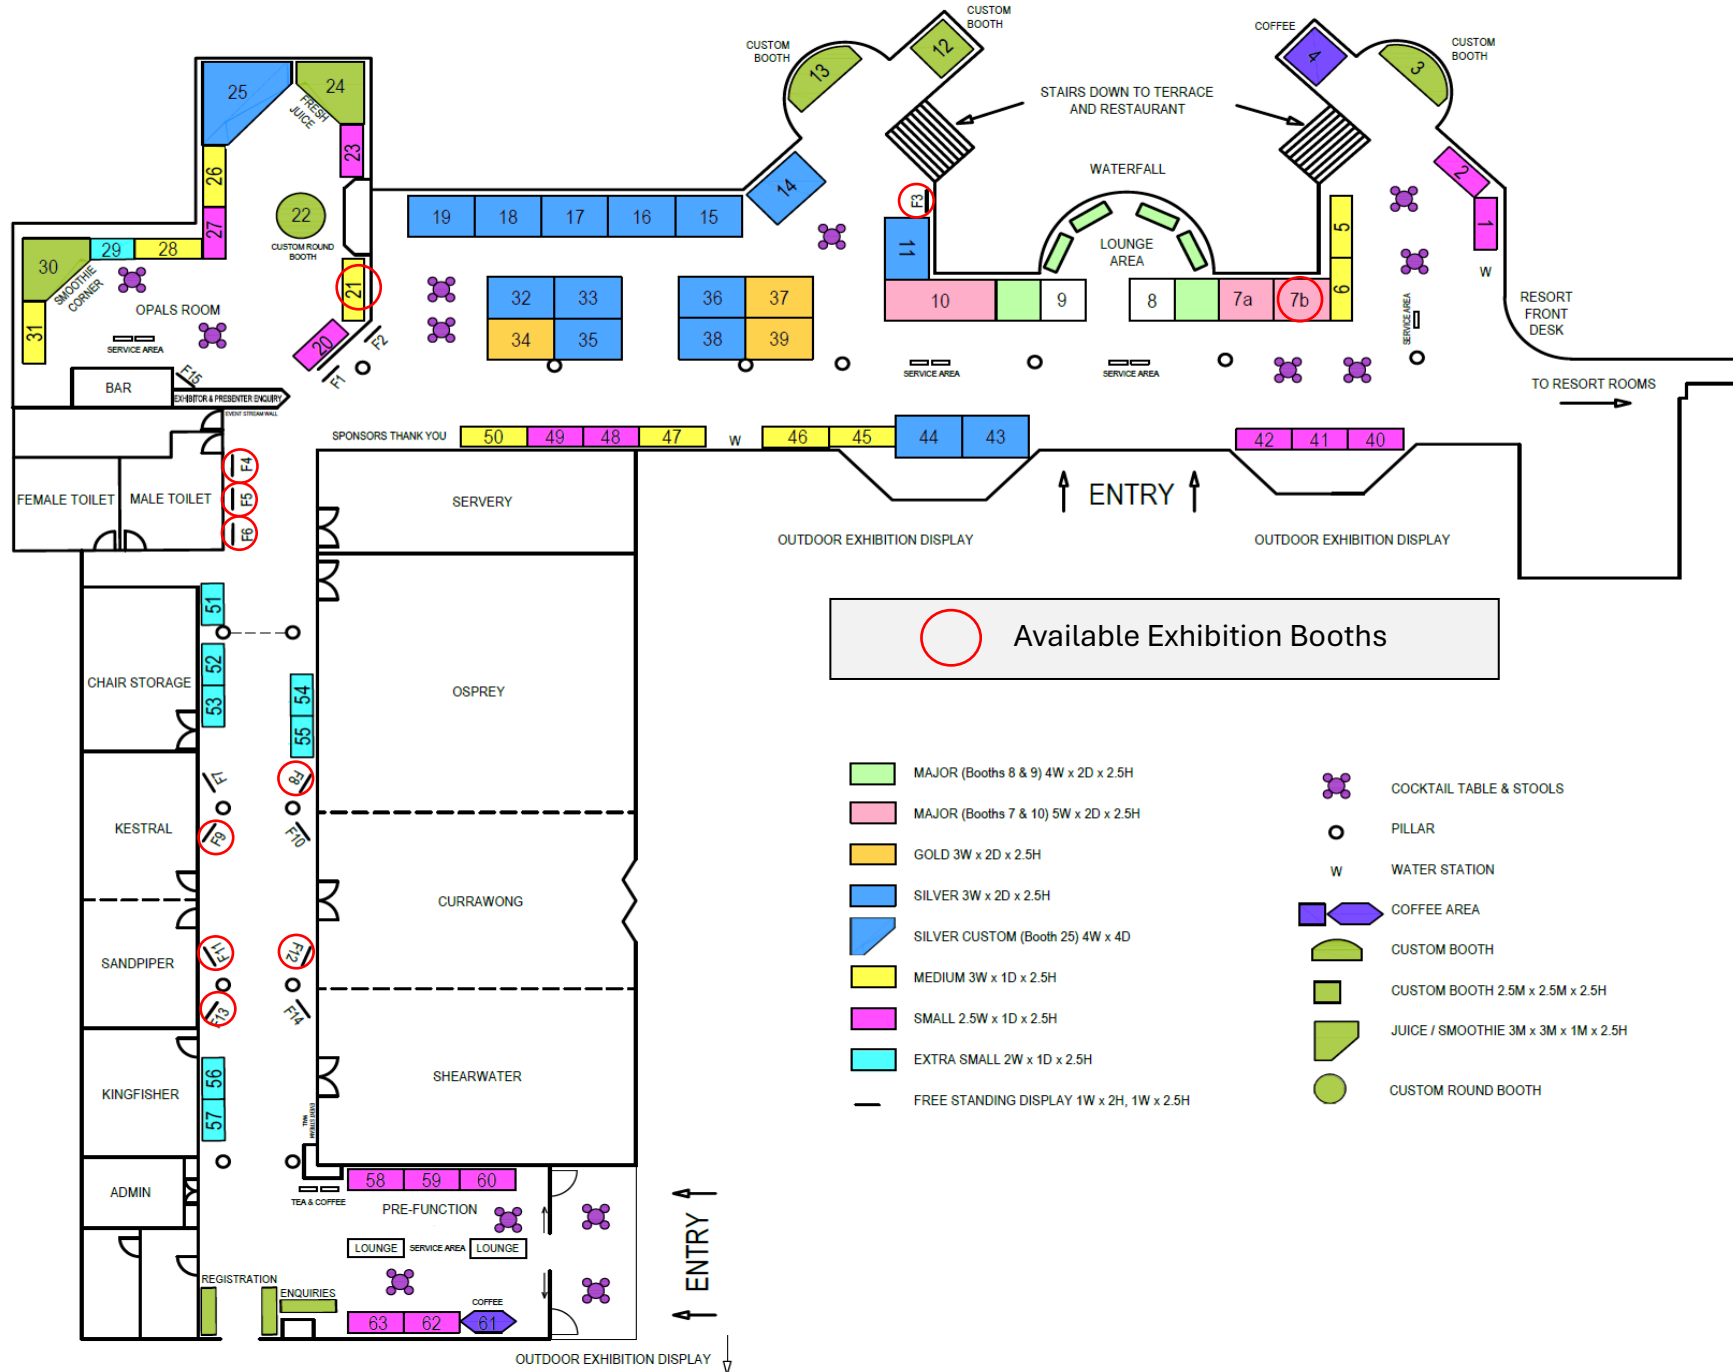 CUSTOM
BOOTH
12
CUSTOM
BOOTH
13
COFFEE
4
CUSTOM
BOOTH
3
STAIRS DOWN TO TERRACE
AND RESTAURANT
25
24
FRESH
JUICE
23
26
27
22
CUSTOM ROUND
BOOTH
29
28
30
SMOOTHIE
CORNER
31
OPALS ROOM
SERVICE AREA
21
20
F1
F2
BAR
F15
EXHIBITOR & PRESENTER ENQUIRY
EVENT STREAM WALL
19
18
17
16
15
14
32
33
34
35
36
37
38
39
WATERFALL
F3
11
LOUNGE
AREA
10
9
8
7a
7b
5
6
2
1
W
SERVICE AREA
RESORT
FRONT
DESK
SERVICE AREA
SERVICE AREA
TO RESORT ROOMS
SPONSORS THANK YOU
50
49
48
47
W
46
45
44
43
42
41
40
ENTRY
OUTDOOR EXHIBITION DISPLAY
OUTDOOR EXHIBITION DISPLAY
FEMALE TOILET
MALE TOILET
F4
F5
F6
SERVERY
51
52
53
CHAIR STORAGE
54
55
OSPREY
F7
F8
KESTRAL
F9
F10
CURRAWONG
SANDPIPER
F11
F12
F13
F14
KINGFISHER
56
57
SHEARWATER
EVENT STREAM
WALL
ADMIN
TEA & COFFEE
58
59
60
PRE-FUNCTION
LOUNGE
SERVICE AREA
LOUNGE
REGISTRATION
ENQUIRIES
COFFEE
63
62
61
ENTRY
OUTDOOR EXHIBITION DISPLAY
Available Exhibition Booths
MAJOR (Booths 8 & 9) 4W x 2D x 2.5H
MAJOR (Booths 7 & 10) 5W x 2D x 2.5H
GOLD 3W x 2D x 2.5H
SILVER 3W x 2D x 2.5H
SILVER CUSTOM (Booth 25) 4W x 4D
MEDIUM 3W x 1D x 2.5H
SMALL 2.5W x 1D x 2.5H
EXTRA SMALL 2W x 1D x 2.5H
FREE STANDING DISPLAY 1W x 2H, 1W x 2.5H
COCKTAIL TABLE & STOOLS
PILLAR
W WATER STATION
COFFEE AREA
CUSTOM BOOTH
CUSTOM BOOTH 2.5M x 2.5M x 2.5H
JUICE / SMOOTHIE 3M x 3M x 1M x 2.5H
CUSTOM ROUND BOOTH